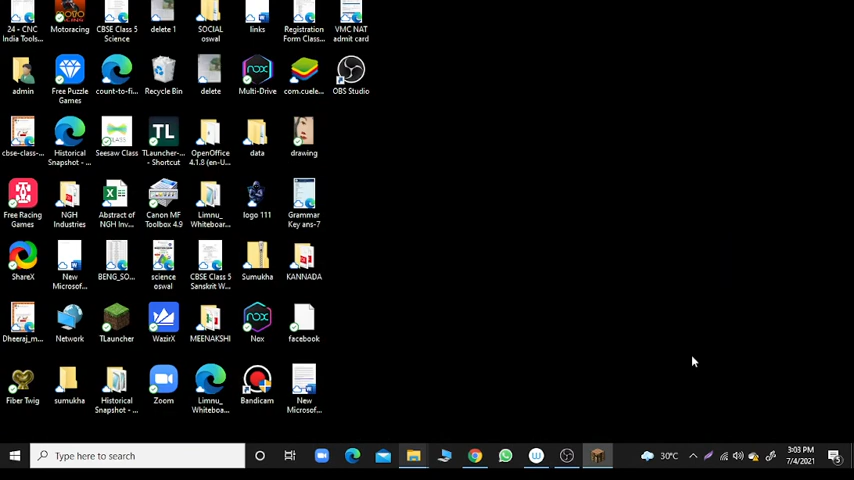 24 - CNC
India Tools...
Motoracing
CBSE Class 5
Science
delete 1
SOCIAL
oswal
links
Registration
Form Class...
VMC NAT
admit card
admin
Free Puzzle
Games
count-to-fi...
Recycle Bin
delete
Multi-Drive
com.cuele...
OBS Studio
cbse-class-...
Historical
Snapshot - ...
Seesaw Class
TL
TLauncher-...
- Shortcut
OpenOffice
4.1.8 (en-U...
data
drawing
Free Racing
Games
NGH
Industries
Abstract of
NGH Inv...
Canon MF
Toolbox 4.9
Limnu_
Whiteboar...
logo 111
Grammar
Key ans-7
ShareX
New
Microsof...
BENG_SO...
science
oswal
CBSE Class 5
Sanskrit W...
Sumukha
KANNADA
Dheeraj_m...
Network
TLauncher
WazirX
MEENAKSHI
nox
Nox
facebook
Fiber Twig
sumukha
Historical
Snapshot - ...
Zoom
Limnu_
Whiteboa...
Bandicam
New
Microsof...
Type here to search
30°C
3:03 PM
7/4/2021
5